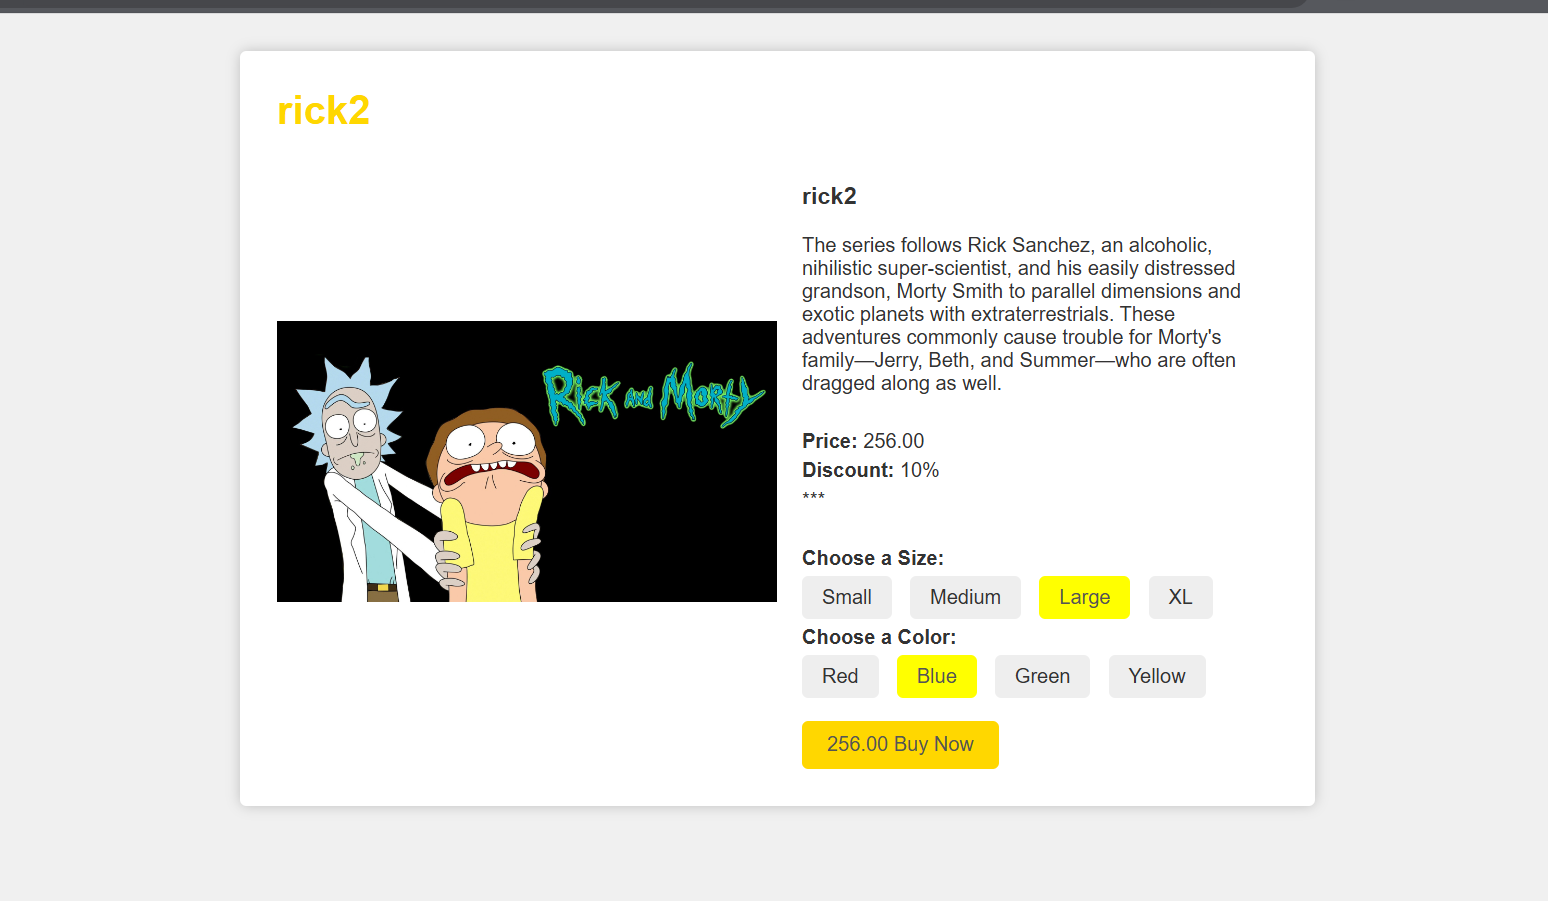 rick2
rick2
The series follows Rick Sanchez, an alcoholic,
nihilistic super-scientist, and his easily distressed
grandson, Morty Smith to parallel dimensions and
exotic planets with extraterrestrials. These
adventures commonly cause trouble for Morty's
family—Jerry, Beth, and Summer—who are often
dragged along as well.
Rick and Morty
Price: 256.00
Discount: 10%
***
Choose a Size:
Small Medium Large XL
Choose a Color:
Red Blue Green Yellow
256.00 Buy Now